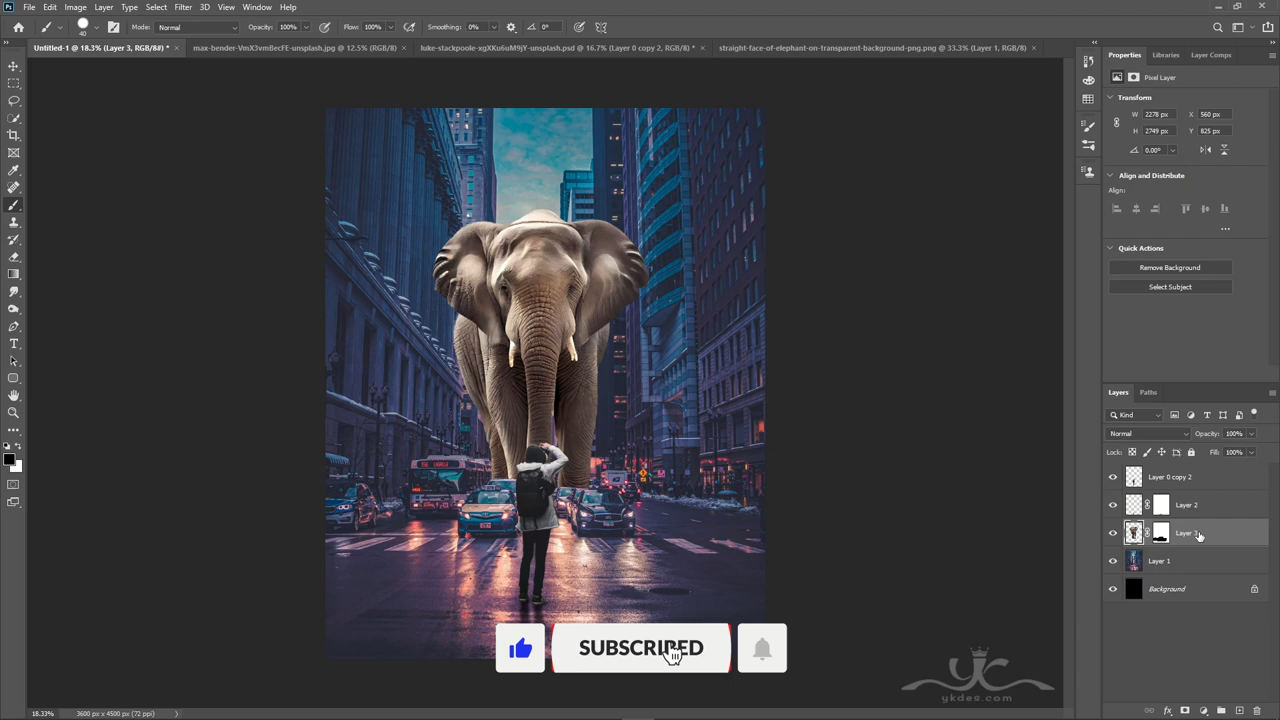 File Edit Image Layer Type Select Filter 3D View Window Help
Mode: Normal Opacity: 100% Flow: 100% Smoothing: 0% 0°
40
Untitled-1 @ 18.3% (Layer 3, RGB/8#) * × max-bender-VmX3vmBecFE-unsplash.jpg @ 12.5% (RGB/8) × luke-stackpoole-xgXKu6uM9jY-unsplash.psd @ 16.7% (Layer 0 copy 2, RGB/8) * × straight-face-of-elephant-on-transparent-background-png.png @ 33.3% (Layer 1, RGB/8) ×
Properties Libraries Layer Comps
Pixel Layer
Transform
W 2278 px X 560 px
H 2749 px Y 825 px
0.00°
Align and Distribute
Align:
Quick Actions
Remove Background
Select Subject
Layers Paths
Kind
Normal Opacity: 100%
Lock: Fill: 100%
Layer 0 copy 2
Layer 2
Layer
Layer 1
Background
SUBSCRIBED
yc
ykdes.com
18.33% 3600 px x 4500 px (72 ppi)